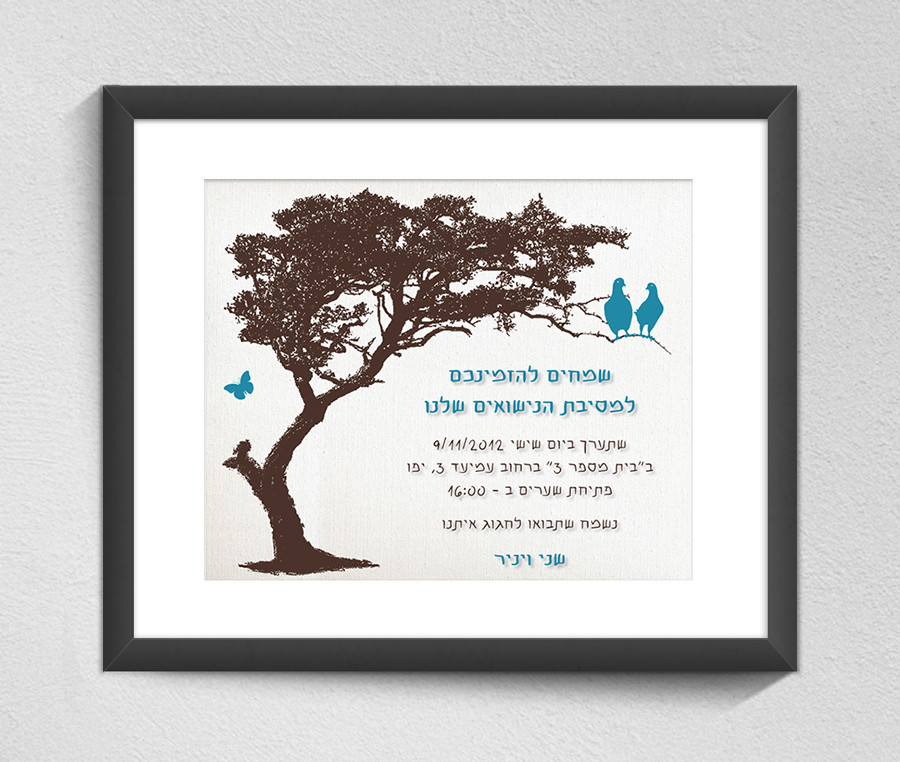 שמחים להזמינכם
למסיבת הנישואים שלנו
שתערך ביום שישי 9/11/2012
ב"בית מספר 3" ברחוב עמיעד 3, יפו
פתיחת שערים ב - 16:00
נשמח שתבואו לחגוג איתנו
שני ויניר